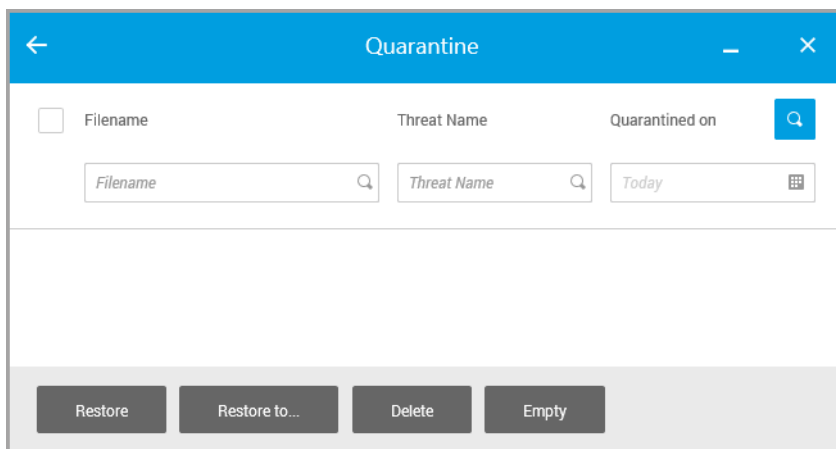 Quarantine
Filename Threat Name Quarantined on
Filename Threat Name Today
Restore Restore to... Delete Empty